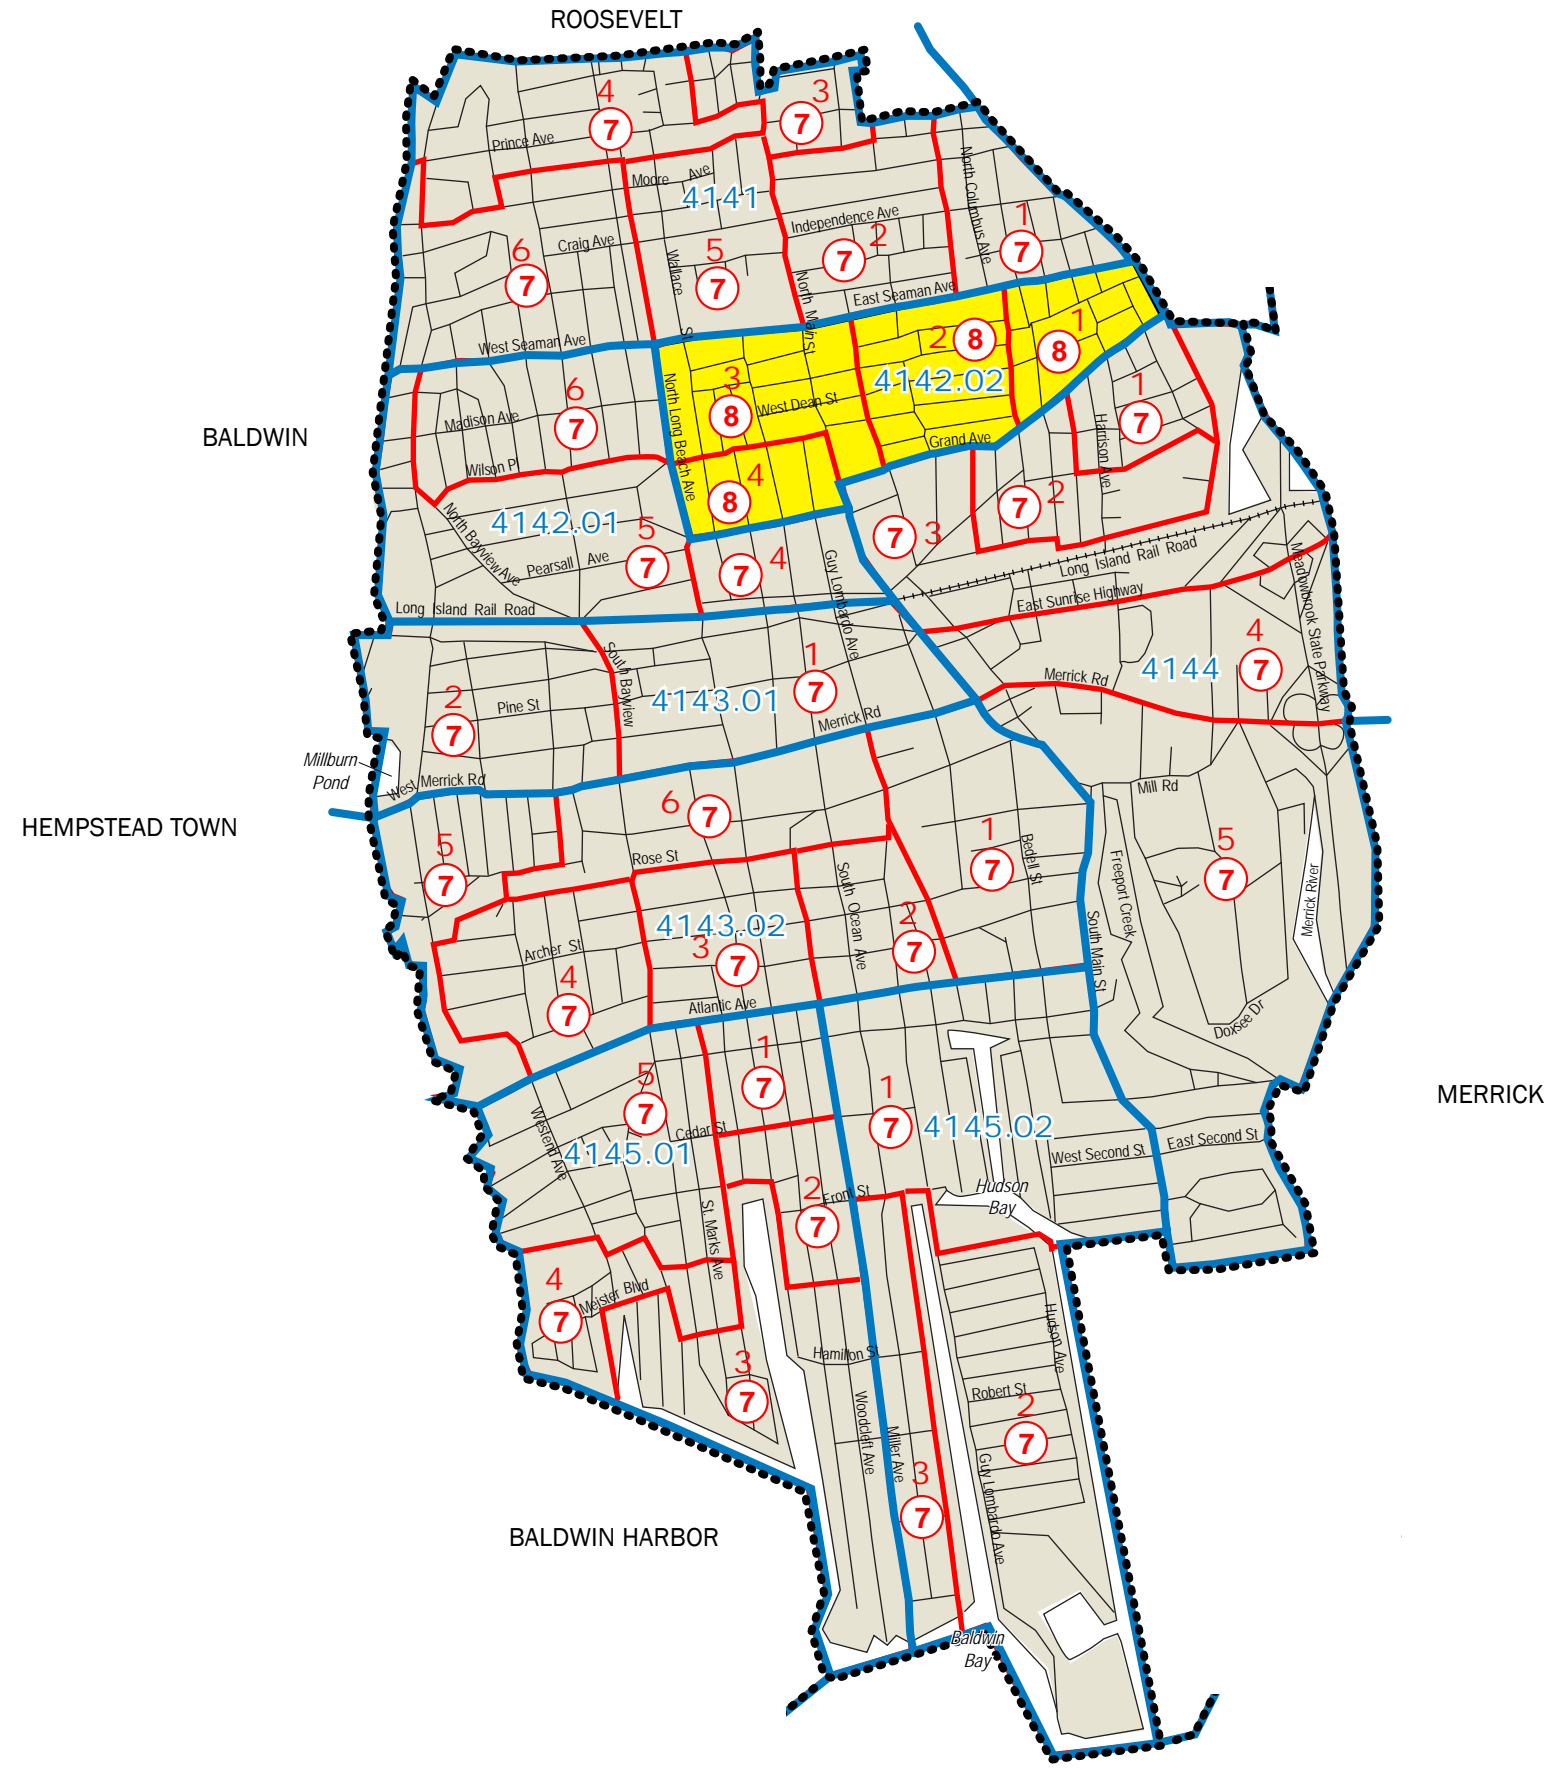 ROOSEVELT
4
7
3
7
Prince Ave
Moore Ave
4141
North Columbus Ave
1
7
Independence Ave
2
7
Craig Ave
6
7
5
7
Wallace
St
North Main St
East Seaman Ave
West Seaman Ave
2
8
1
8
4142.02
3
8
West Dean St
North Long Beach Ave
6
7
Madison Ave
1
7
Harrison Ave
BALDWIN
Grand Ave
Wilson Pl
4
8
2
7
4142.01
North Bayview Ave
5
7
Pearsall Ave
4
7
3
7
Guy Lombardo Ave
Long Island Rail Road
Meadowbrook State Parkway
Long Island Rail Road
East Sunrise Highway
4
7
4144
1
7
South Bayview
4143.01
Merrick Rd
2
7
Pine St
Merrick Rd
Millburn
Pond
West Merrick Rd
Mill Rd
HEMPSTEAD TOWN
6
7
5
7
1
7
Bedell St
5
7
Rose St
Freeport Creek
Merrick River
South Ocean Ave
4143.02
3
7
2
7
South Main St
Archer St
4
7
Atlantic Ave
Doxsee Dr
1
7
5
7
1
7
4145.02
MERRICK
Cedar St
Westend Ave
4145.01
West Second St
East Second St
2
7
Front St
Hudson
Bay
St. Marks Ave
4
7
Meister Blvd
Hudson Ave
Hamilton St
3
7
Robert St
2
7
Woodcleft Ave
Miller Ave
3
7
Guy Lombardo Ave
BALDWIN HARBOR
Baldwin
Bay